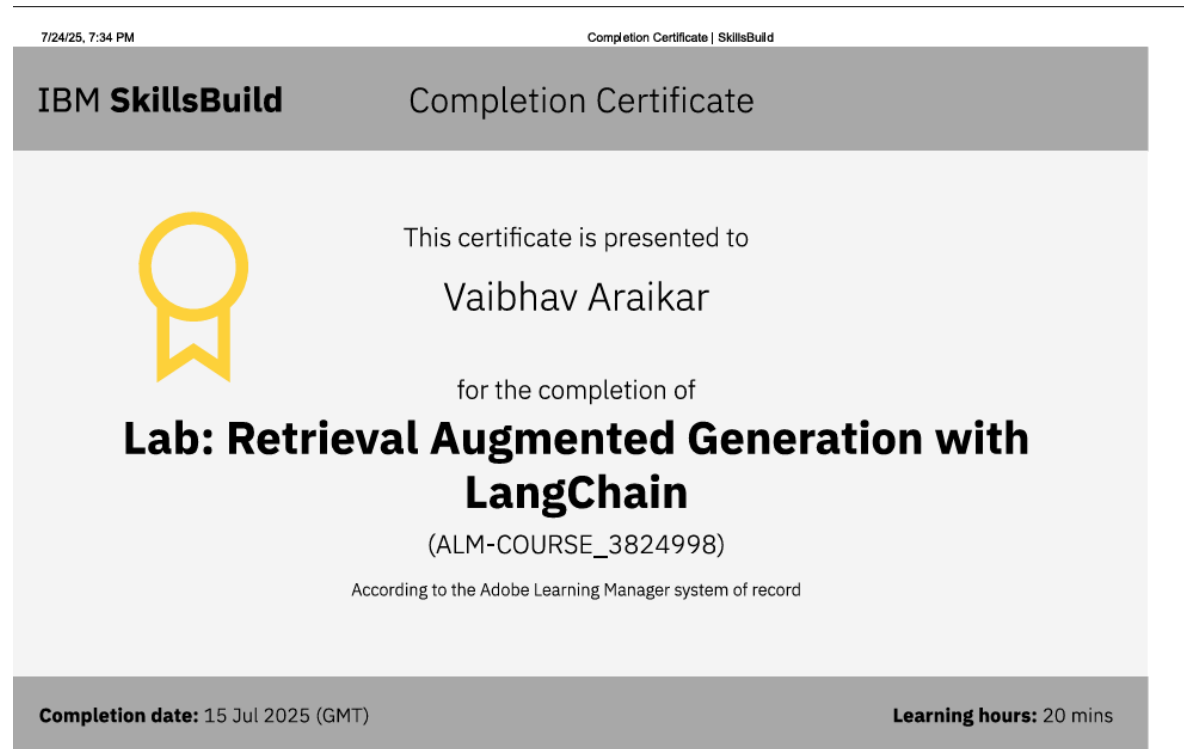 7/24/25, 7:34 PM Completion Certificate | SkillsBuild
IBM SkillsBuild Completion Certificate
This certificate is presented to
Vaibhav Araikar
for the completion of
Lab: Retrieval Augmented Generation with
LangChain
(ALM-COURSE_3824998)
According to the Adobe Learning Manager system of record
Completion date: 15 Jul 2025 (GMT) Learning hours: 20 mins